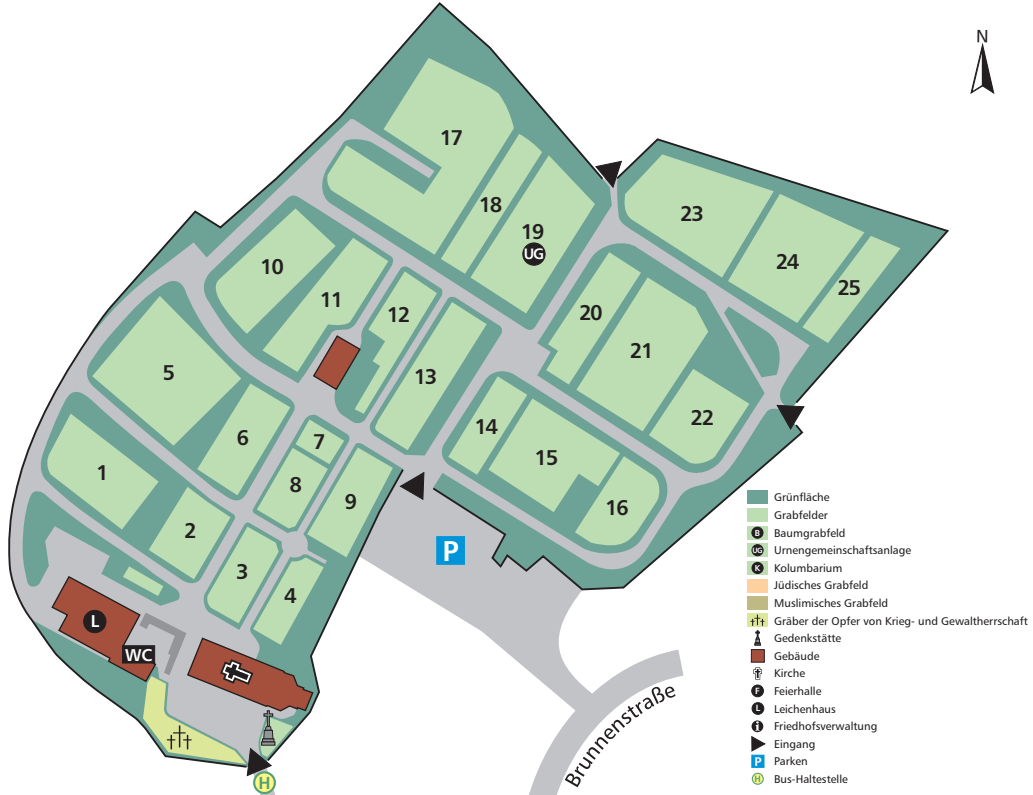 N
17
18
19
UG
23
24
25
10
11
12
20
21
5
13
22
6
7
14
15
1
8
9
16
2
P
3
4
L
WC
H
Brunnenstraße
Grünfläche
Grabfelder
B Baumgrabfeld
UG Urnengemeinschaftsanlage
K Kolumbarium
Jüdisches Grabfeld
Muslimisches Grabfeld
Gräber der Opfer von Krieg- und Gewaltherrschaft
Gedenkstätte
Gebäude
Kirche
F Feierhalle
L Leichenhaus
i Friedhofsverwaltung
Eingang
P Parken
H Bus-Haltestelle